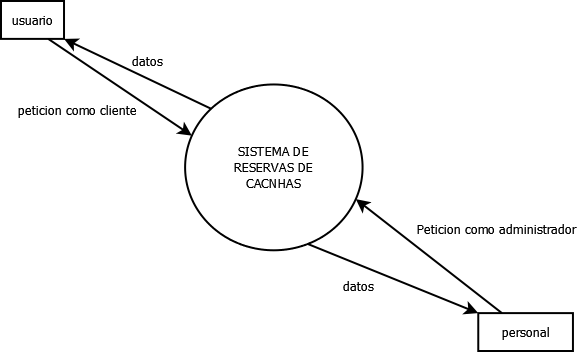 usuario
datos
peticion como cliente
SISTEMA DE
RESERVAS DE
CACNHAS
Peticion como administrador
datos
personal